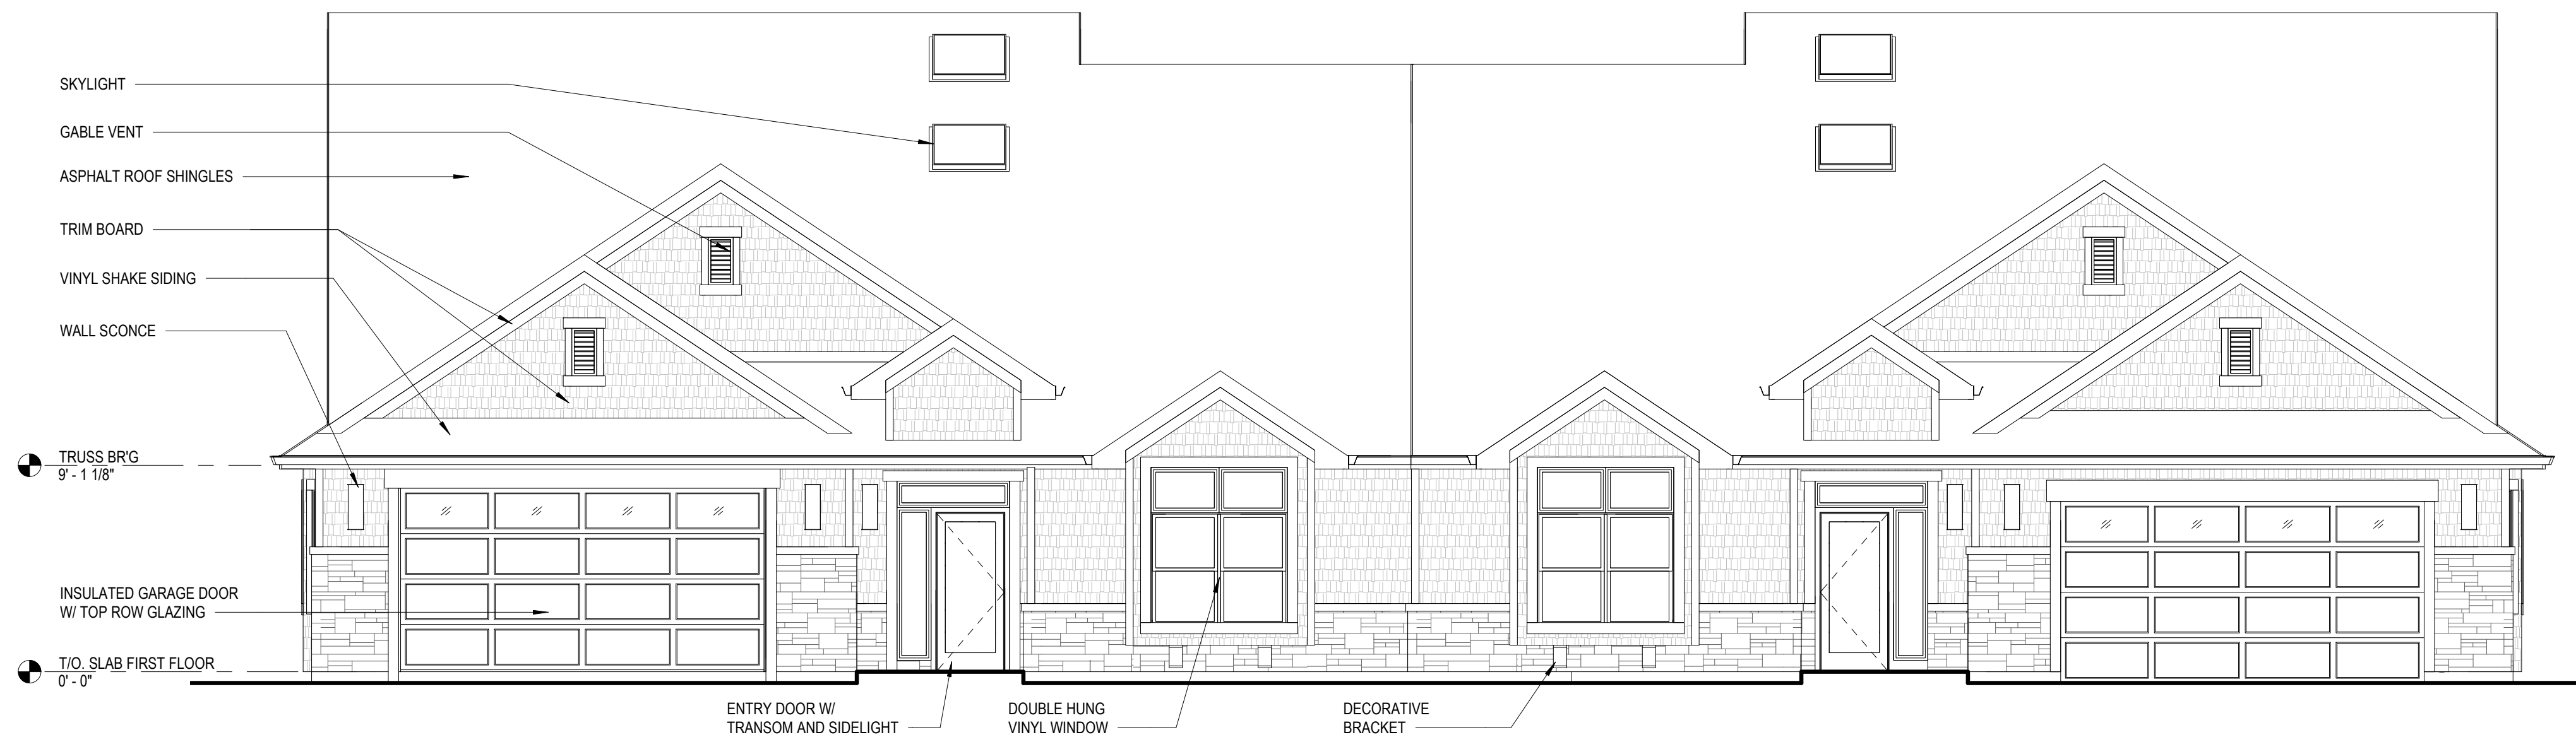 SKYLIGHT
GABLE VENT
ASPHALT ROOF SHINGLES
TRIM BOARD
VINYL SHAKE SIDING
WALL SCONCE
TRUSS BR'G
9' - 1 1/8"
INSULATED GARAGE DOOR
W/ TOP ROW GLAZING
T/O. SLAB FIRST FLOOR
0' - 0"
ENTRY DOOR W/
TRANSOM AND SIDELIGHT
DOUBLE HUNG
VINYL WINDOW
DECORATIVE
BRACKET